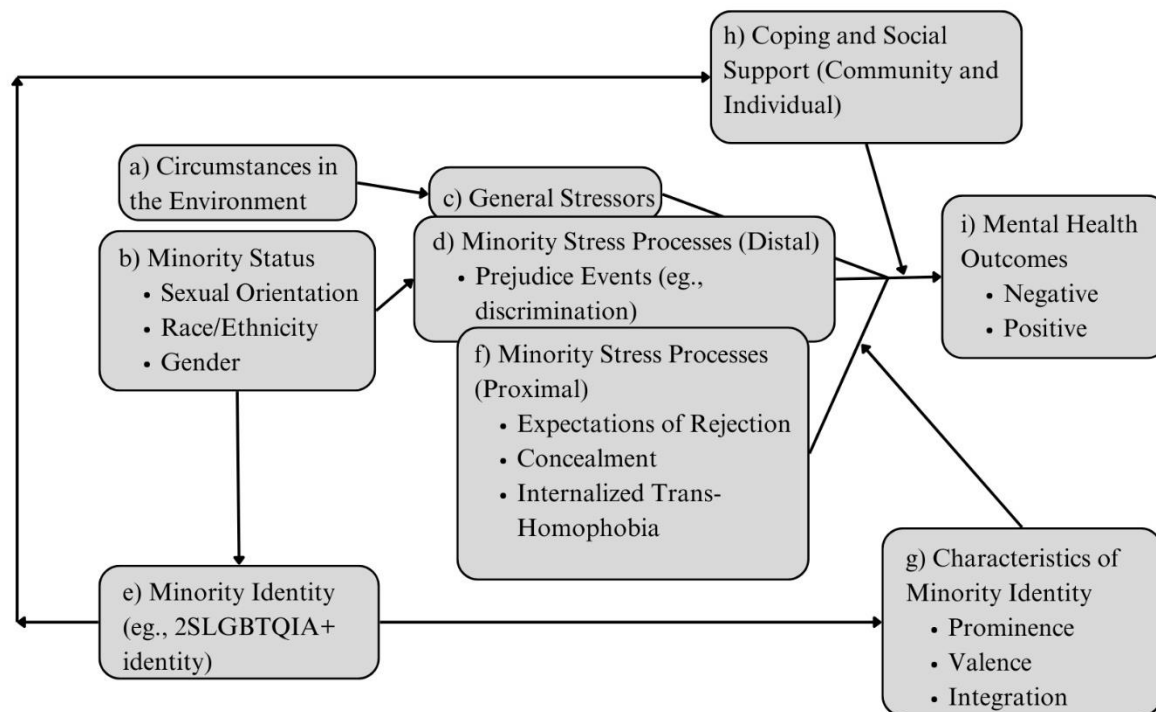 h) Coping and Social
Support (Community and
Individual)
a) Circumstances in
the Environment
c) General Stressors
b) Minority Status
• Sexual Orientation
• Race/Ethnicity
• Gender
d) Minority Stress Processes (Distal)
• Prejudice Events (eg.,
discrimination)
i) Mental Health
Outcomes
• Negative
• Positive
f) Minority Stress Processes
(Proximal)
• Expectations of Rejection
• Concealment
• Internalized Trans-
Homophobia
e) Minority Identity
(eg., 2SLGBTQIA+
identity)
g) Characteristics of
Minority Identity
• Prominence
• Valence
• Integration